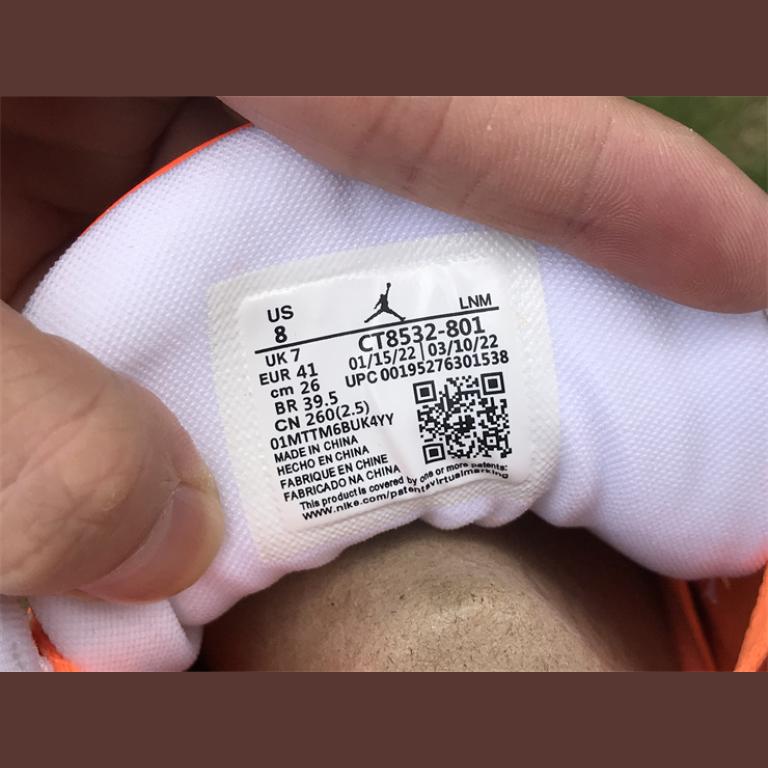 US
8
LNM
CT8532-801
UK 7
01/15/22 | 03/10/22
EUR 41
UPC 00195276301538
cm 26
BR 39.5
CN 260(2.5)
01MTTM6BUK4YY
MADE IN CHINA
HECHO EN CHINA
FABRIQUE EN CHINE
FABRICADO NA CHINA
This product is covered by one or more patents:
www.nike.com/patentsvirtualmarking